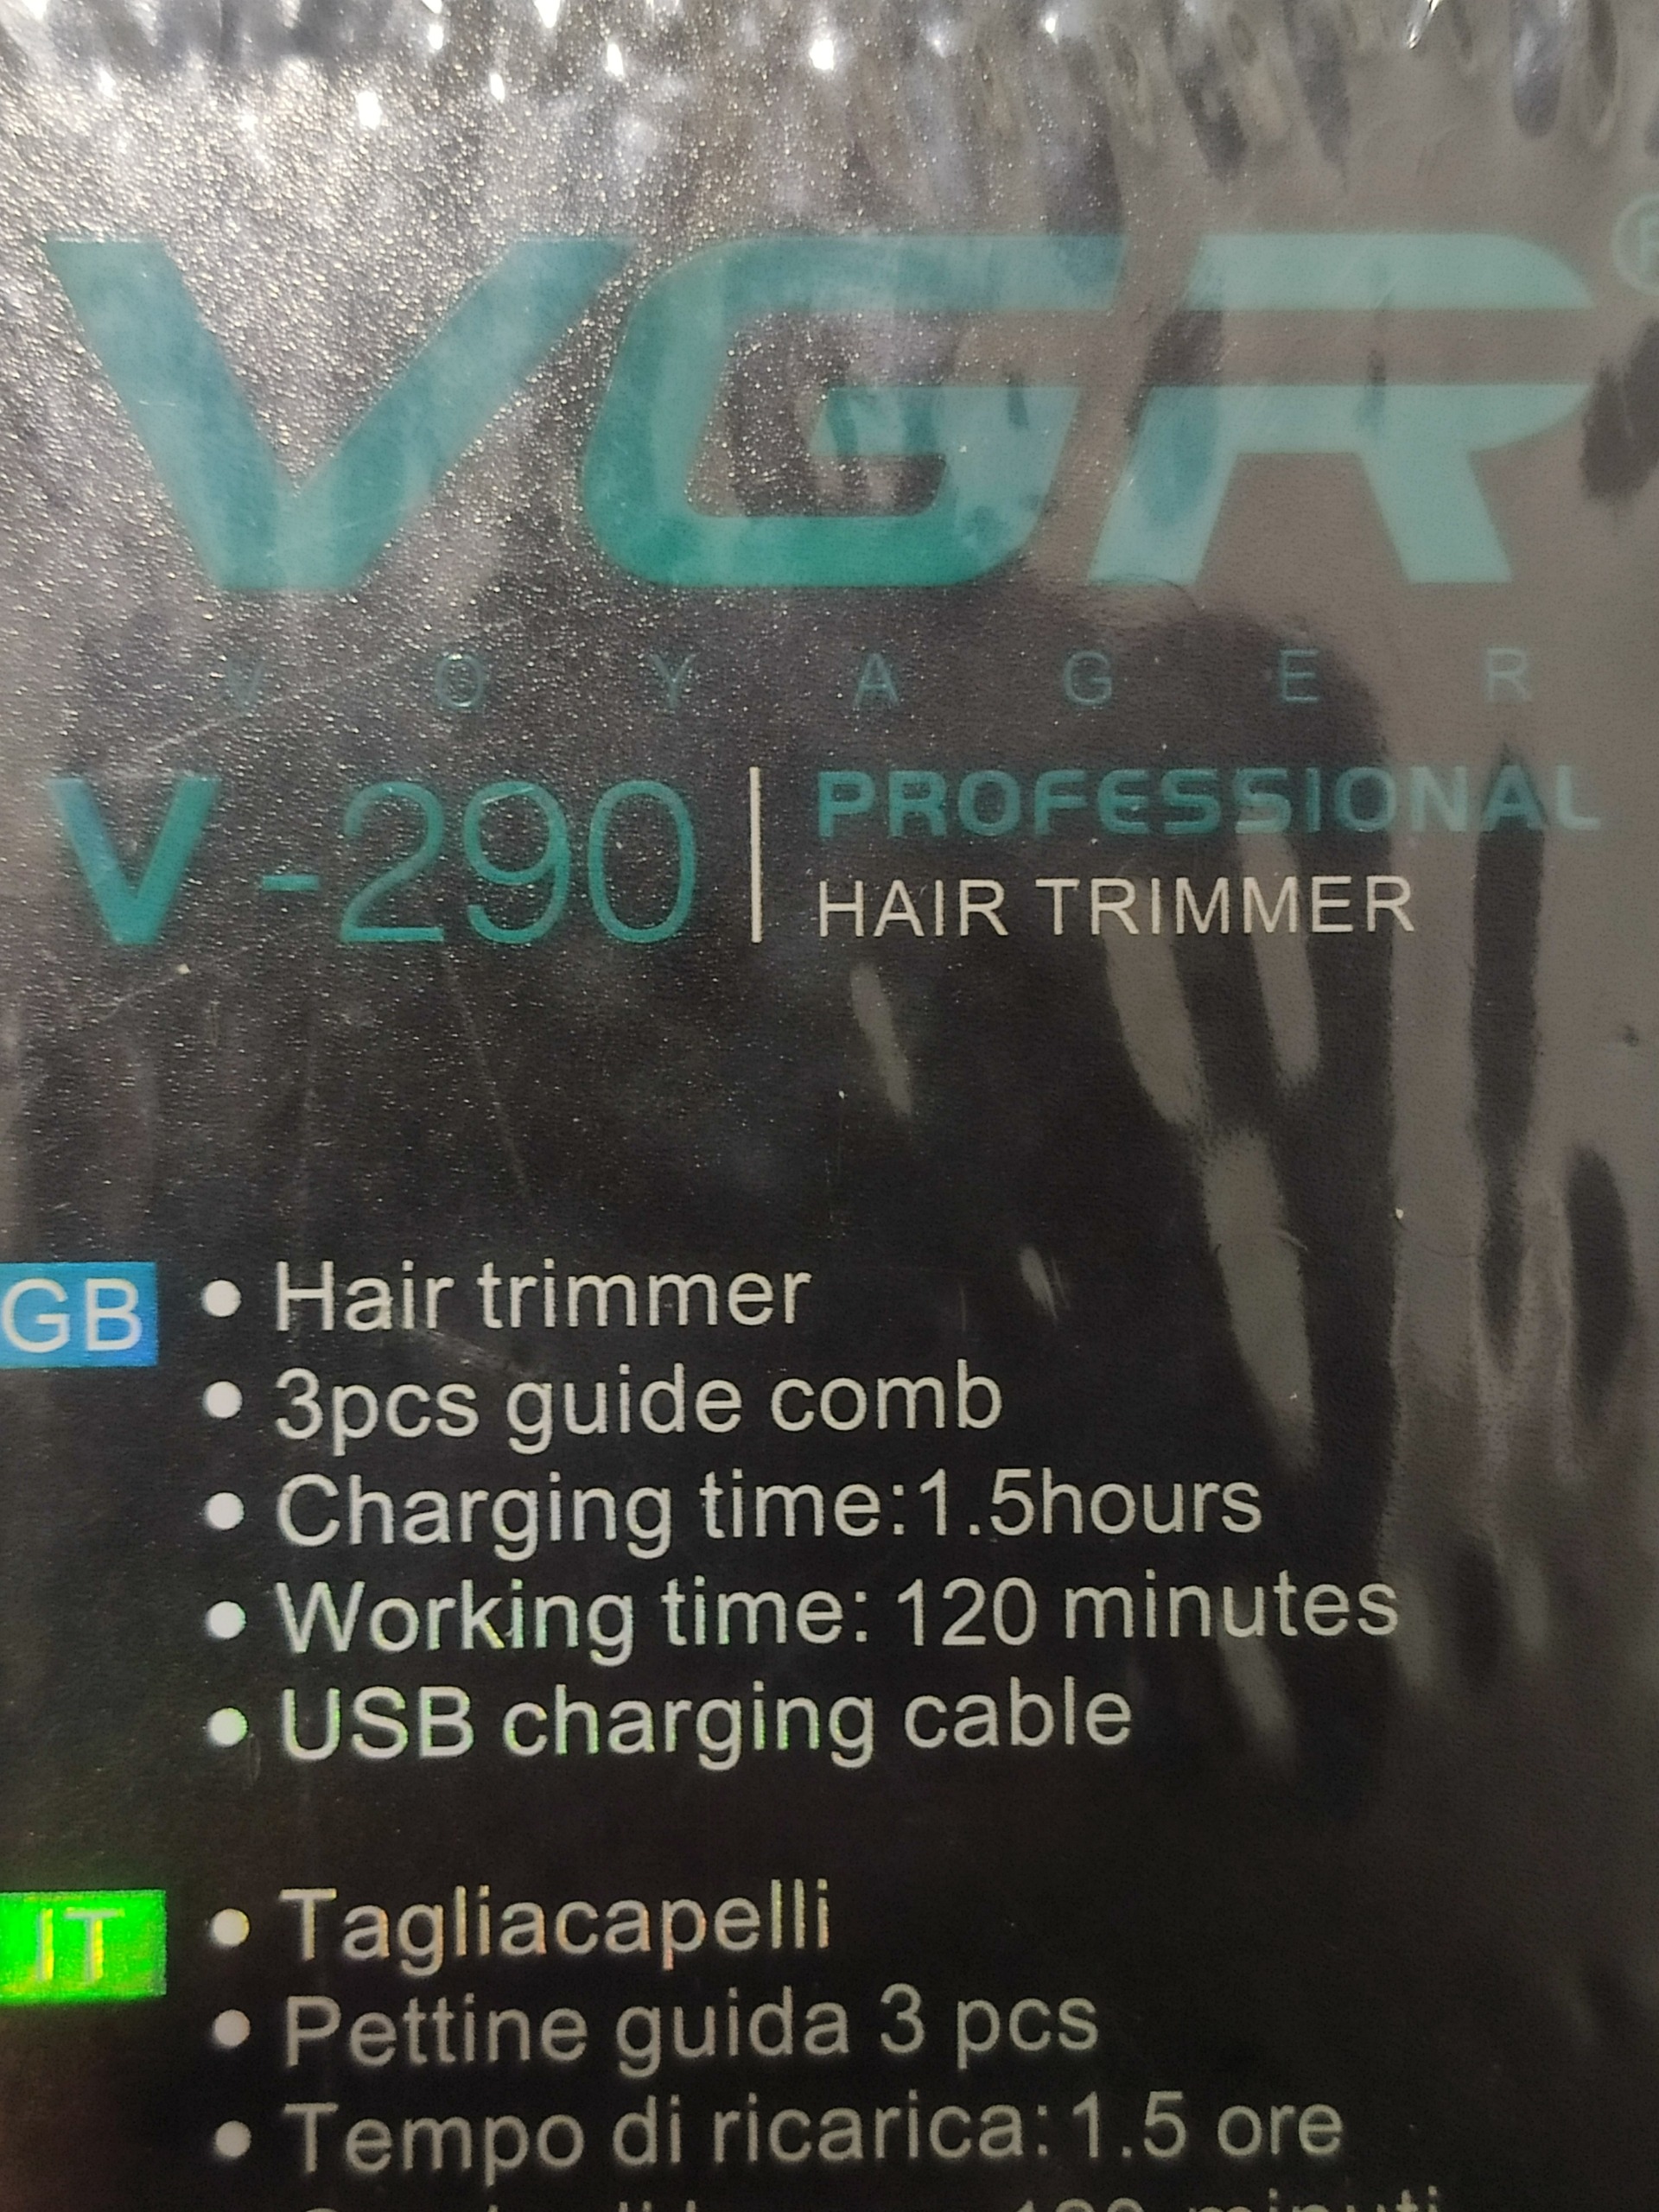 VGR®
VOYAGER
V-290
PROFESSIONAL
HAIR TRIMMER
GB
• Hair trimmer
• 3pcs guide comb
• Charging time:1.5hours
• Working time: 120 minutes
• USB charging cable
IT
• Tagliacapelli
• Pettine guida 3 pcs
• Tempo di ricarica:1.5 ore
minuti